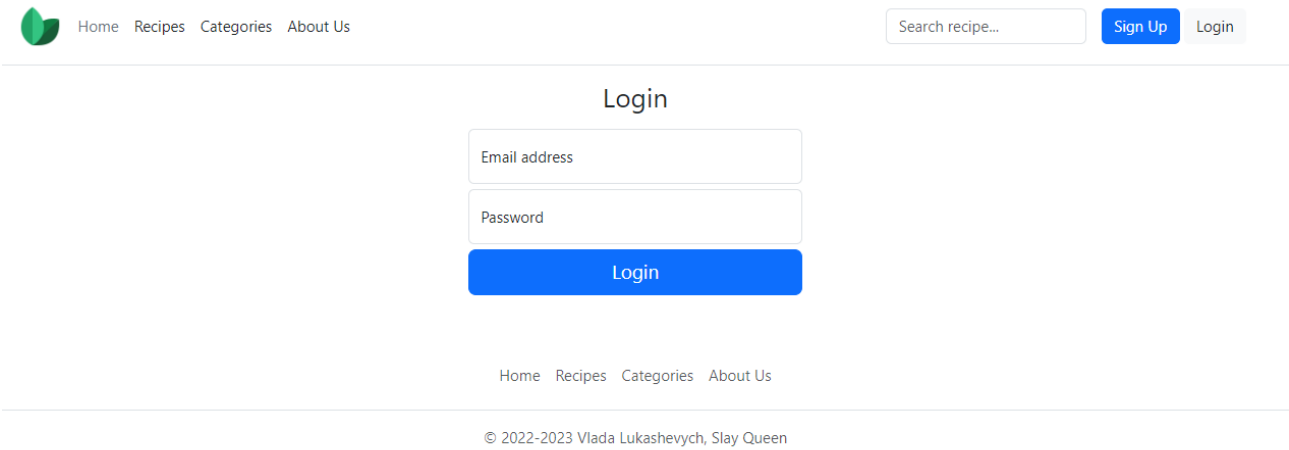 Home Recipes Categories About Us Search recipe... Sign Up Login
Login
Email address
Password
Login
Home Recipes Categories About Us
© 2022-2023 Vlada Lukashevych, Slay Queen